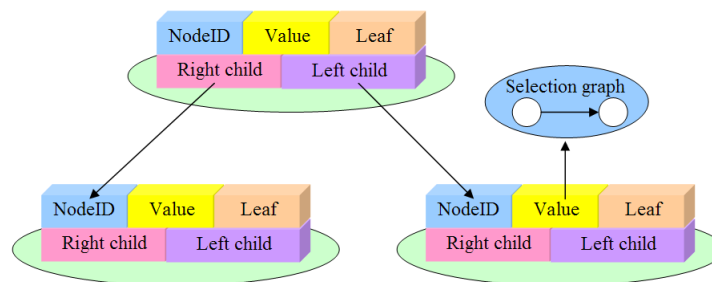 NodeID Value Leaf
Right child Left child
Selection graph
NodeID Value Leaf
Right child Left child
NodeID Value Leaf
Right child Left child